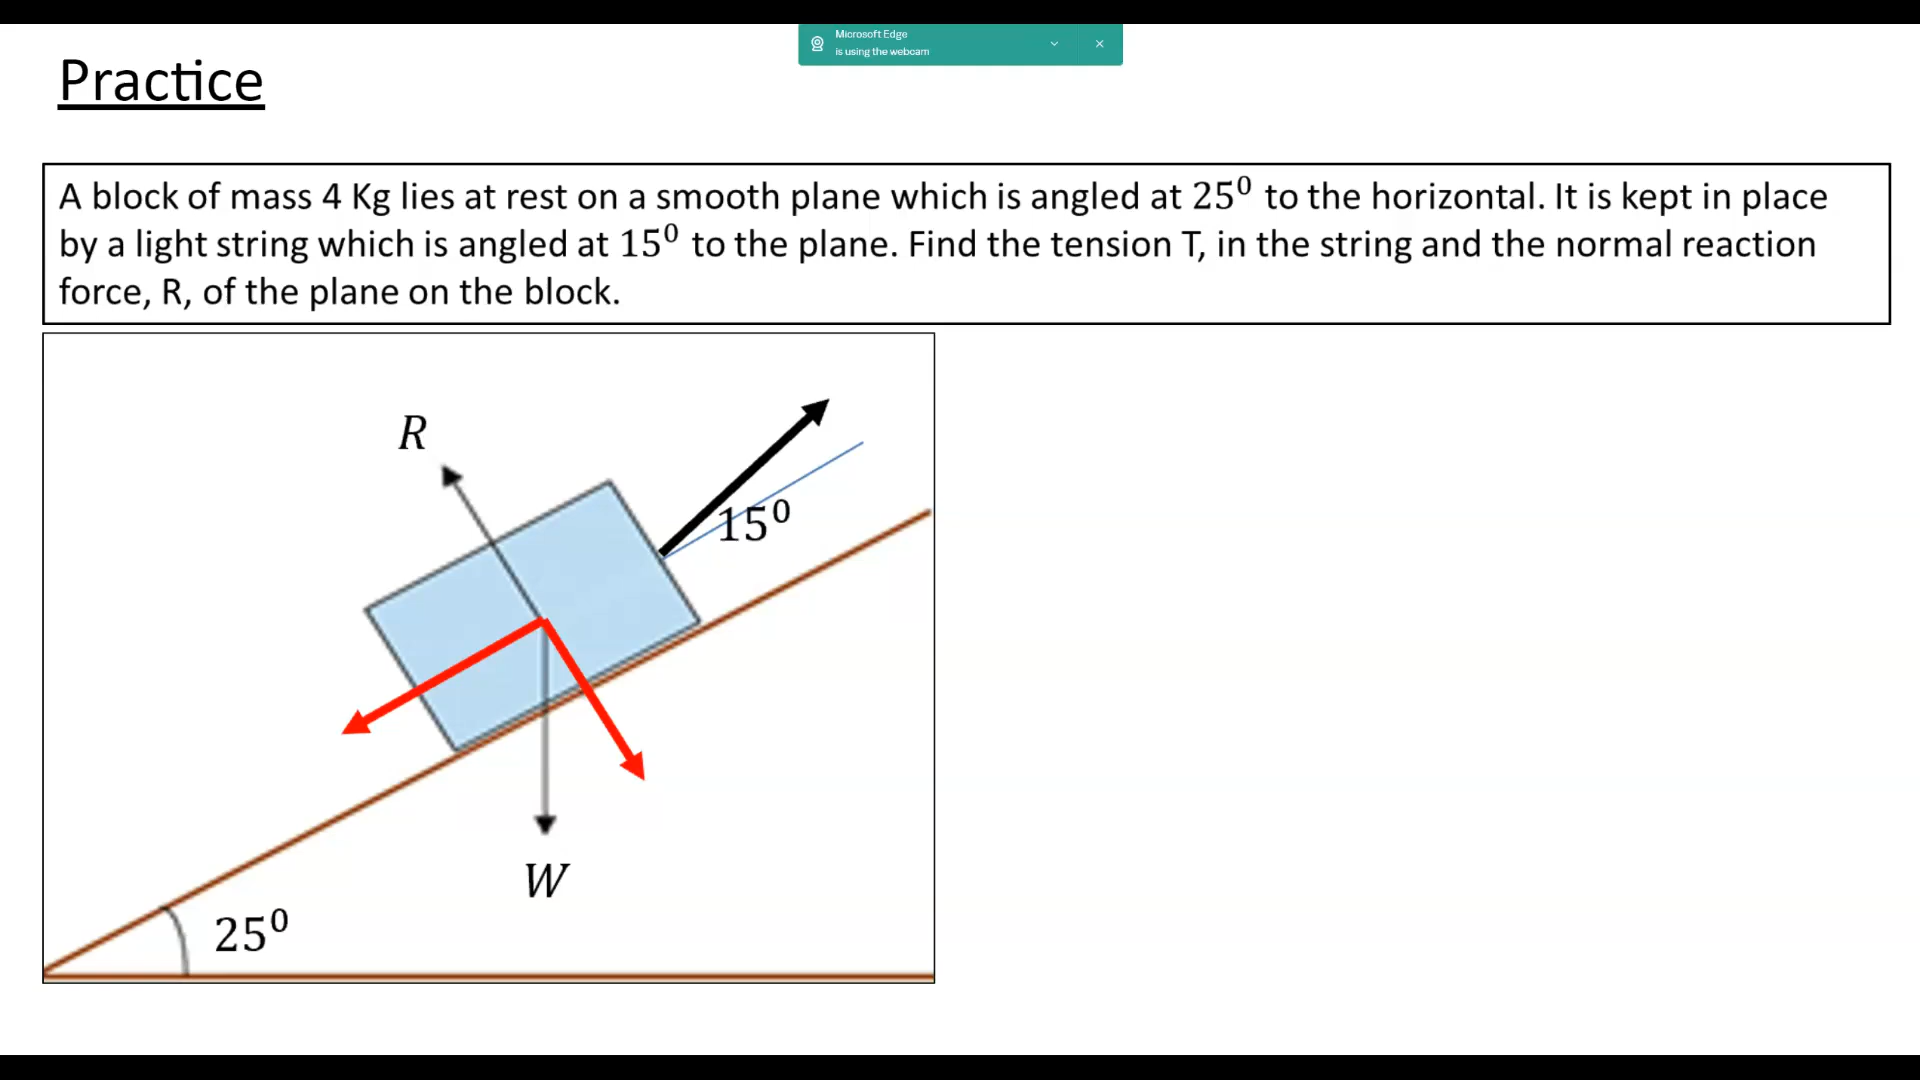 Microsoft Edge
is using the webcam
Practice
A block of mass 4 Kg lies at rest on a smooth plane which is angled at 25⁰ to the horizontal. It is kept in place
by a light string which is angled at 15⁰ to the plane. Find the tension T, in the string and the normal reaction
force, R, of the plane on the block.
R
15⁰
W
25⁰